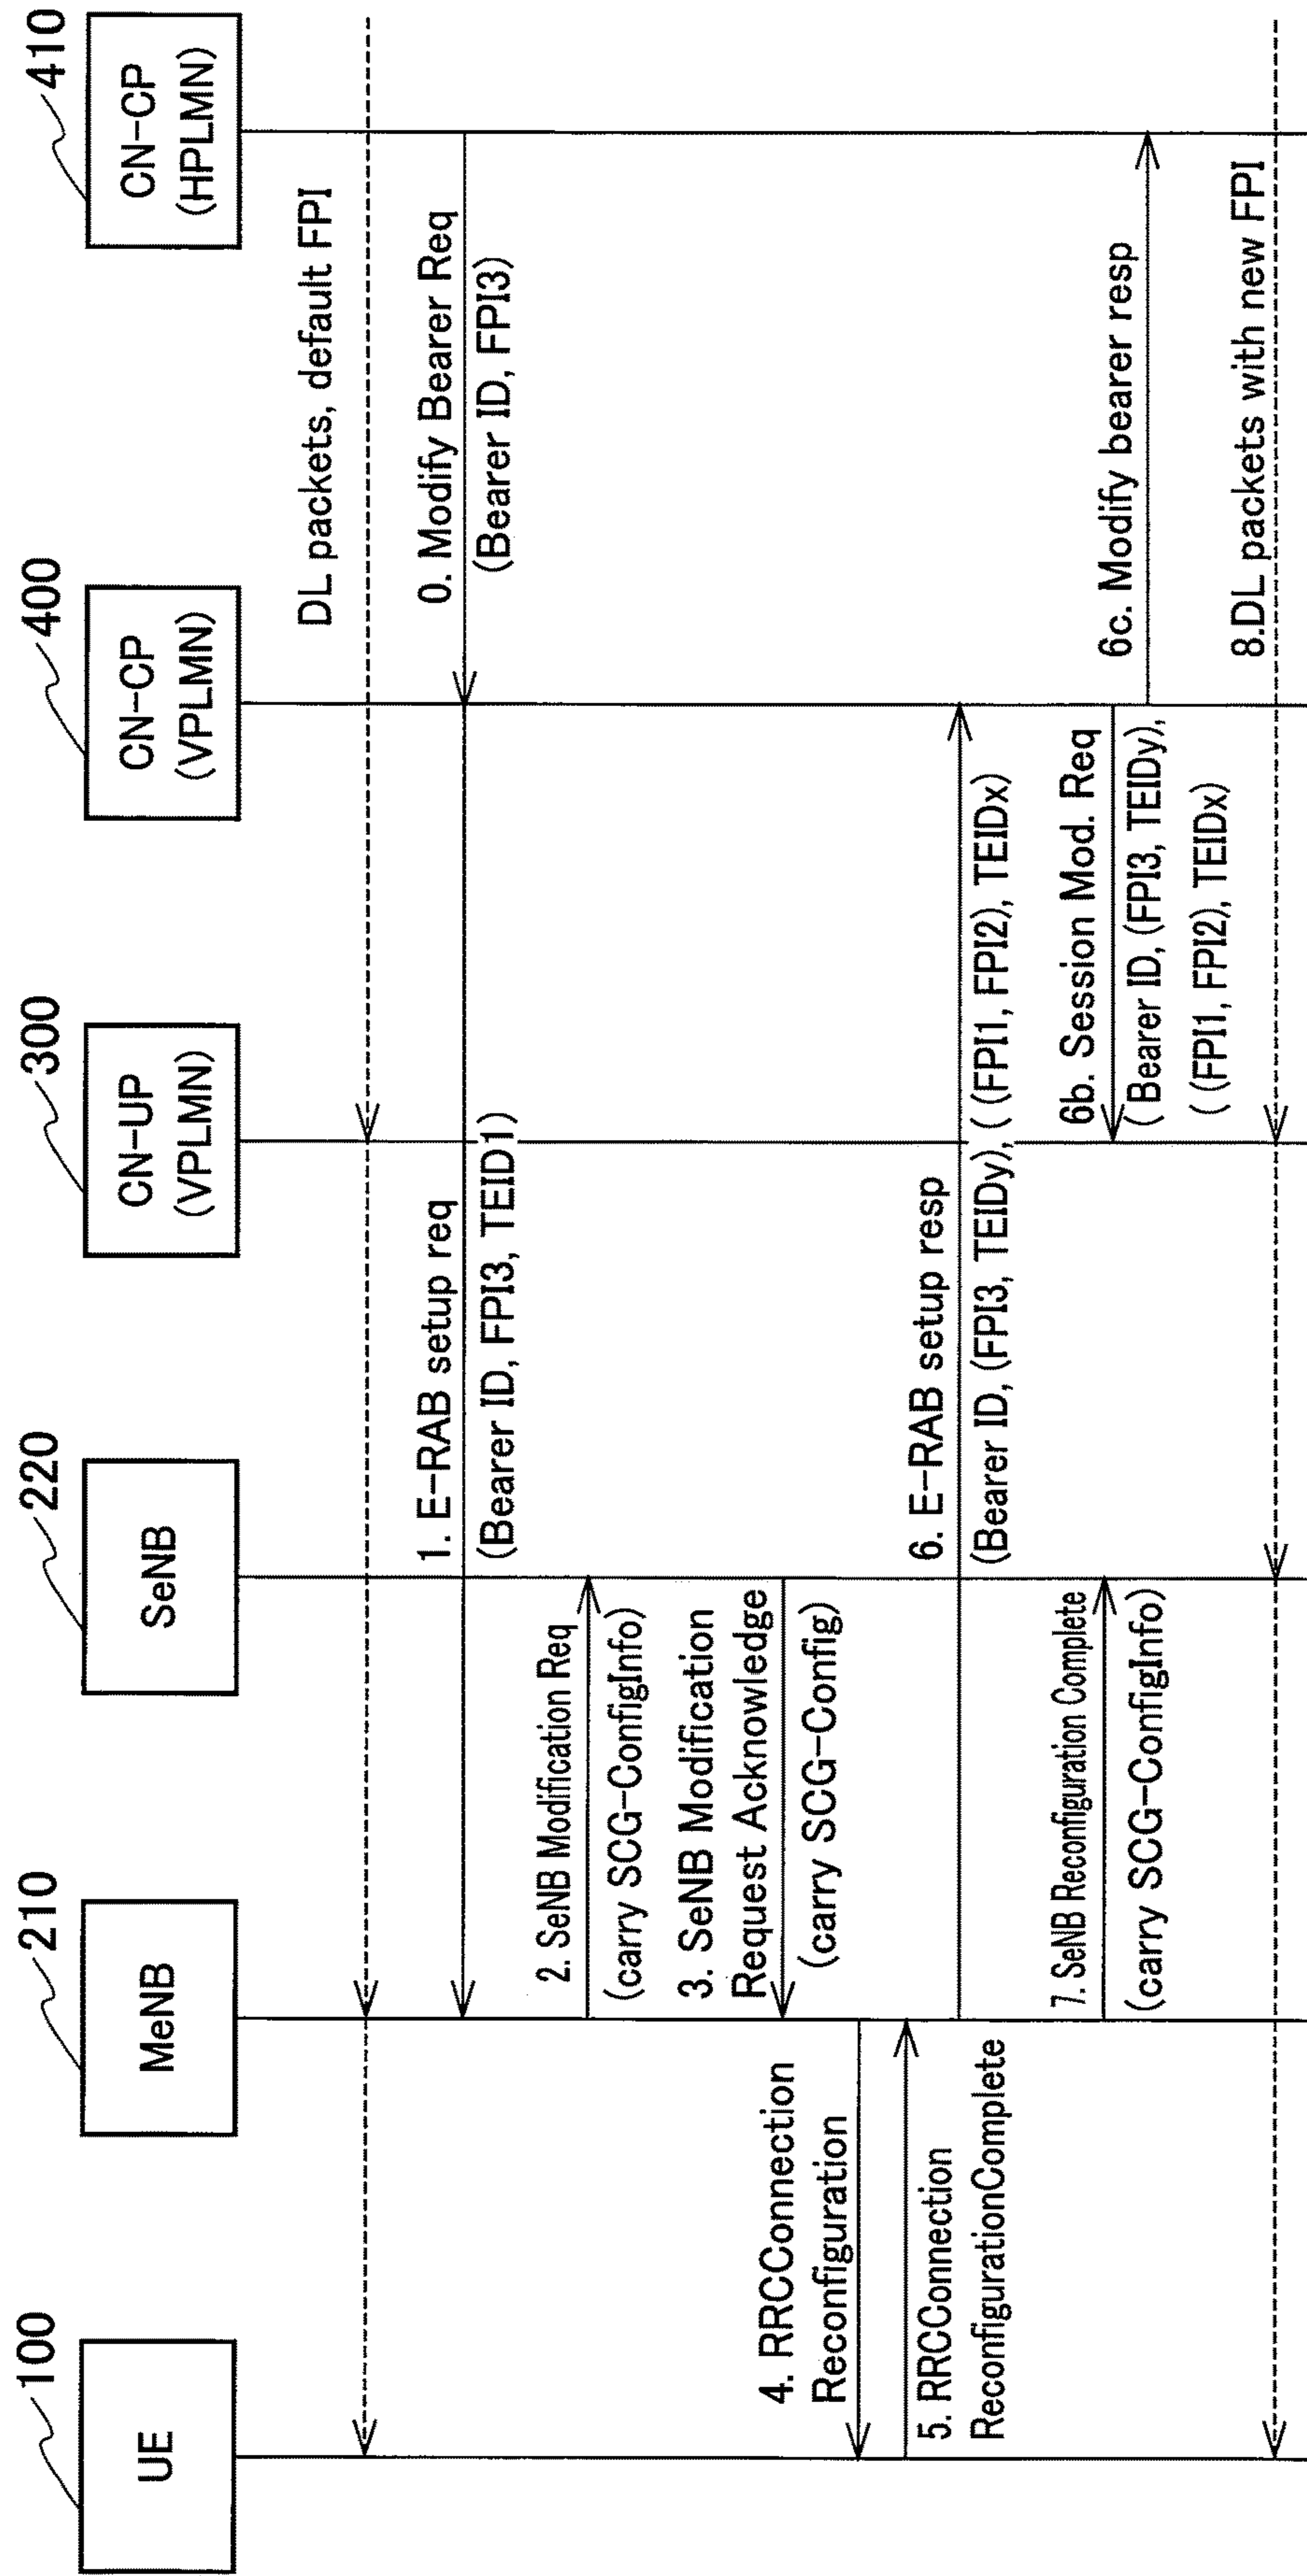 100
UE
210
MeNB
220
SeNB
300
CN-UP
(VPLMN)
400
CN-CP
(VPLMN)
410
CN-CP
(HPLMN)
DL packets, default FPI
0. Modify Bearer Req
(Bearer ID, FPI3)
1. E-RAB setup req
(Bearer ID, FPI3, TEID1)
2. SeNB Modification Req
(carry SCG-ConfigInfo)
3. SeNB Modification
Request Acknowledge
(carry SCG-Config)
4. RRCConnection
Reconfiguration
5. RRCConnection
ReconfigurationComplete
6. E-RAB setup resp
(Bearer ID, (FPI3, TEIDy), ( (FPI1, FPI2), TEIDx)
6b. Session Mod. Req
( Bearer ID, (FPI3, TEIDy),
( (FPI1, FPI2), TEIDx)
6c. Modify bearer resp
7. SeNB Reconfiguration Complete
(carry SCG-ConfigInfo)
8.DL packets with new FPI